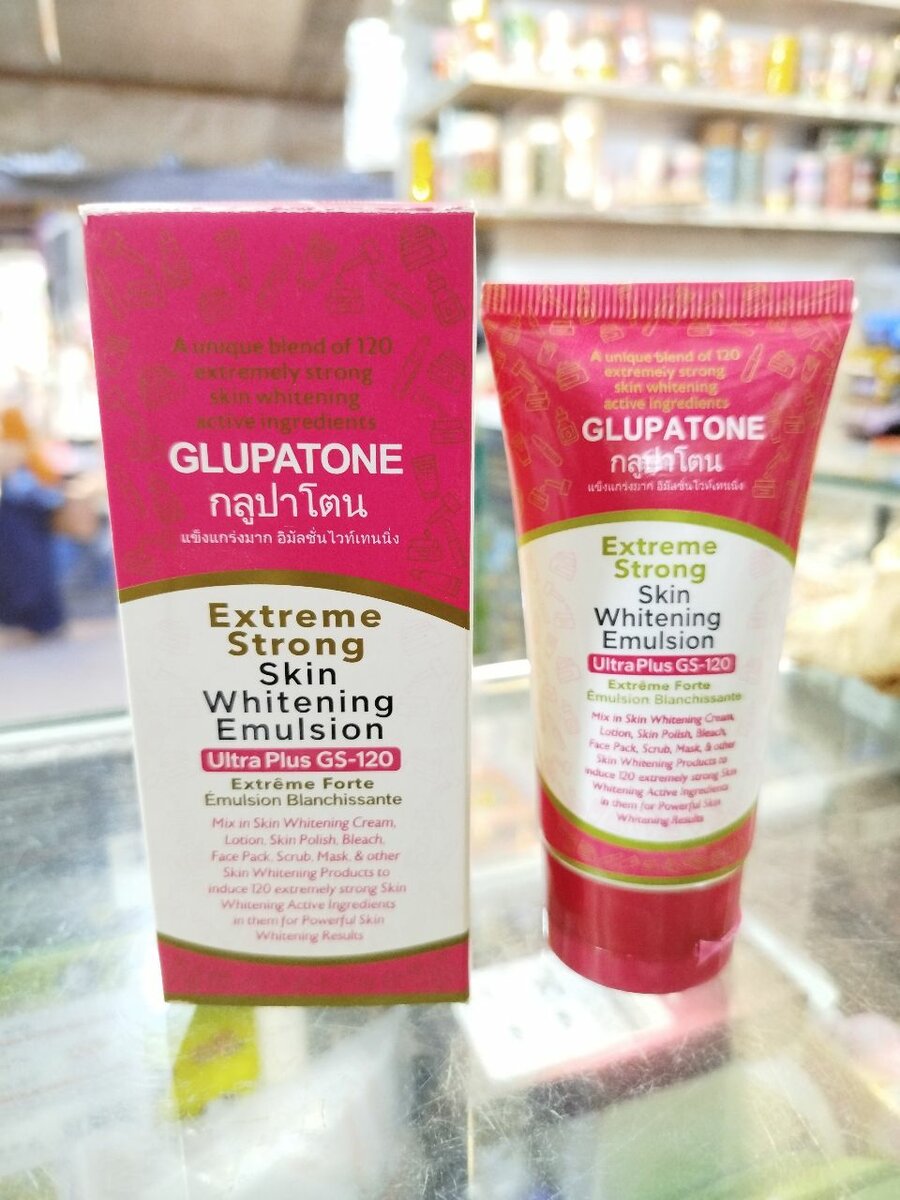 A unique blend of 120
extremely strong
skin whitening
active ingredients
GLUPATONE
กลูปาโตน
แข็งแกร่งมาก อิมัลชั่นไวท์เทนนิ่ง
Extreme
Strong
Skin
Whitening
Emulsion
Ultra Plus GS-120
Extrême Forte
Émulsion Blanchissante
Mix in Skin Whitening Cream,
Lotion, Skin Polish, Bleach,
Face Pack, Scrub, Mask, & other
Skin Whitening Products to
induce 120 extremely strong Skin
Whitening Active Ingredients
in them for Powerful Skin
Whitening Results
A unique blend of 120
extremely strong
skin whitening
active ingredients
GLUPATONE
กลูปาโตน
แข็งแกร่งมาก อิมัลชั่นไวท์เทนนิ่ง
Extreme
Strong
Skin
Whitening
Emulsion
Ultra Plus GS-120
Extrême Forte
Émulsion Blanchissante
Mix in Skin Whitening Cream,
Lotion, Skin Polish, Bleach,
Face Pack, Scrub, Mask, & other
Skin Whitening Products to
induce 120 extremely strong Skin
Whitening Active Ingredients
in them for Powerful Skin
Whitening Results